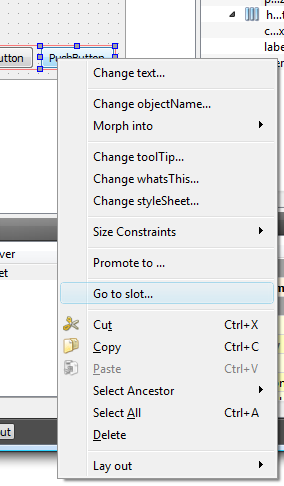 utton
PushButton
h...
c...x
labe
Change text...
Change objectName...
Morph into
Change toolTip...
Change whatsThis...
Change styleSheet...
Size Constraints
Promote to ...
Go to slot...
Cut Ctrl+X
Copy Ctrl+C
Paste Ctrl+V
Select Ancestor
Select All Ctrl+A
Delete
Lay out
ver
et
ut